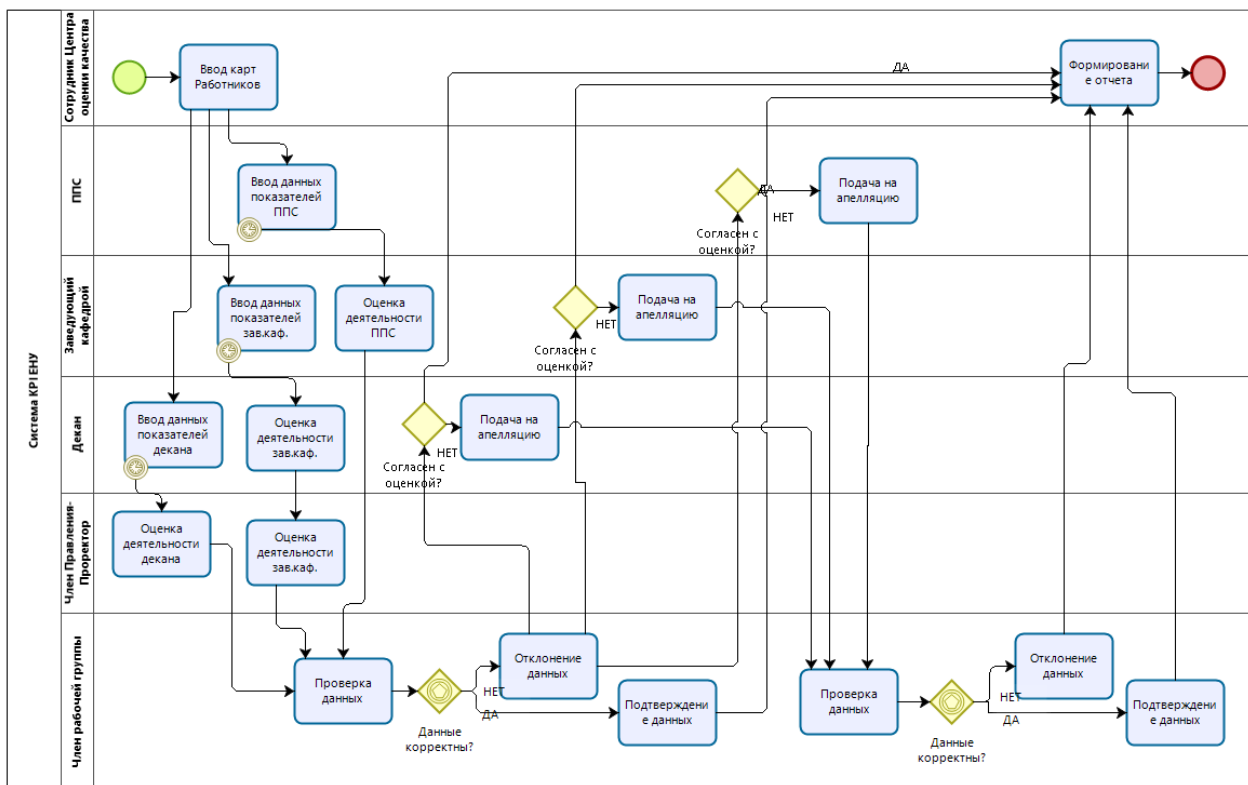 Система KPI ЕНУ
Сотрудник Центра
оценки качества
Ввод карт
Работников
ДА
Формировани
е отчета
ППС
Ввод данных
показателей
ППС
Согласен с
оценкой?
ДА
НЕТ
Подача на
апелляцию
Заведующий
кафедрой
Ввод данных
показателей
зав.каф.
Оценка
деятельности
ППС
Согласен с
оценкой?
НЕТ
Подача на
апелляцию
Декан
Ввод данных
показателей
декана
Оценка
деятельности
зав.каф.
Согласен с
оценкой?
НЕТ
Подача на
апелляцию
Член Правления-
Проректор
Оценка
деятельности
декана
Оценка
деятельности
зав.каф.
Член рабочей группы
Проверка
данных
Данные
корректны?
НЕТ
ДА
Отклонение
данных
Подтверждени
е данных
Проверка
данных
Данные
корректны?
НЕТ
ДА
Отклонение
данных
Подтверждени
е данных